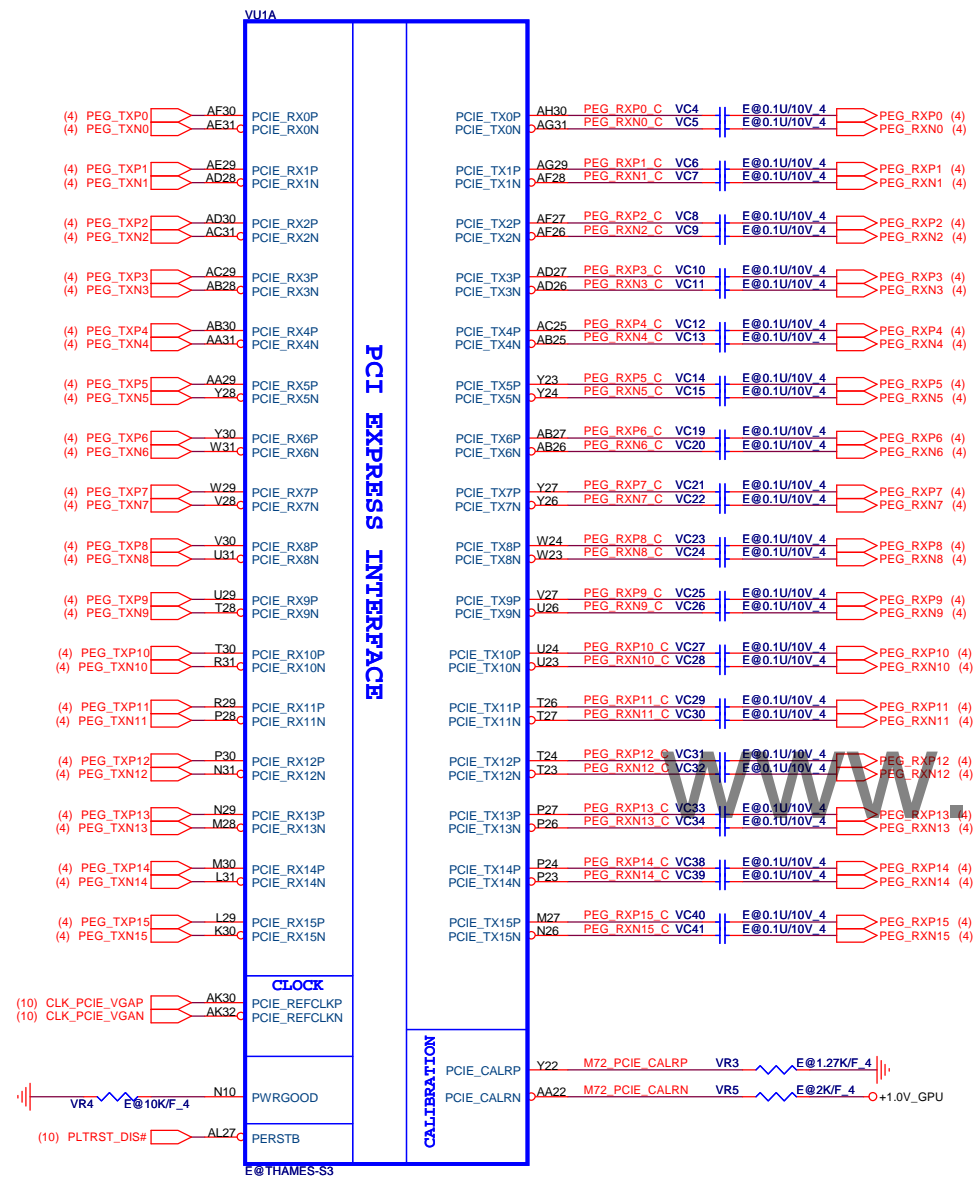 VU1A
(4) PEG_TXP0 AF30 PCIE_RX0P PCIE_TX0P AH30 PEG_RXP0_C VC4 E@0.1U/10V_4 PEG_RXP0 (4)
(4) PEG_TXN0 AE31 PCIE_RX0N PCIE_TX0N AG31 PEG_RXN0_C VC5 E@0.1U/10V_4 PEG_RXN0 (4)
(4) PEG_TXP1 AE29 PCIE_RX1P PCIE_TX1P AG29 PEG_RXP1_C VC6 E@0.1U/10V_4 PEG_RXP1 (4)
(4) PEG_TXN1 AD28 PCIE_RX1N PCIE_TX1N AF28 PEG_RXN1_C VC7 E@0.1U/10V_4 PEG_RXN1 (4)
(4) PEG_TXP2 AD30 PCIE_RX2P PCIE_TX2P AF27 PEG_RXP2_C VC8 E@0.1U/10V_4 PEG_RXP2 (4)
(4) PEG_TXN2 AC31 PCIE_RX2N PCIE_TX2N AF26 PEG_RXN2_C VC9 E@0.1U/10V_4 PEG_RXN2 (4)
(4) PEG_TXP3 AC29 PCIE_RX3P PCIE_TX3P AD27 PEG_RXP3_C VC10 E@0.1U/10V_4 PEG_RXP3 (4)
(4) PEG_TXN3 AB28 PCIE_RX3N PCIE_TX3N AD26 PEG_RXN3_C VC11 E@0.1U/10V_4 PEG_RXN3 (4)
(4) PEG_TXP4 AB30 PCIE_RX4P PCIE_TX4P AC25 PEG_RXP4_C VC12 E@0.1U/10V_4 PEG_RXP4 (4)
(4) PEG_TXN4 AA31 PCIE_RX4N PCIE_TX4N AB25 PEG_RXN4_C VC13 E@0.1U/10V_4 PEG_RXN4 (4)
(4) PEG_TXP5 AA29 PCIE_RX5P PCIE_TX5P Y23 PEG_RXP5_C VC14 E@0.1U/10V_4 PEG_RXP5 (4)
(4) PEG_TXN5 Y28 PCIE_RX5N PCIE_TX5N Y24 PEG_RXN5_C VC15 E@0.1U/10V_4 PEG_RXN5 (4)
(4) PEG_TXP6 Y30 PCIE_RX6P PCIE_TX6P AB27 PEG_RXP6_C VC19 E@0.1U/10V_4 PEG_RXP6 (4)
(4) PEG_TXN6 W31 PCIE_RX6N PCIE_TX6N AB26 PEG_RXN6_C VC20 E@0.1U/10V_4 PEG_RXN6 (4)
(4) PEG_TXP7 W29 PCIE_RX7P PCIE_TX7P Y27 PEG_RXP7_C VC21 E@0.1U/10V_4 PEG_RXP7 (4)
(4) PEG_TXN7 V28 PCIE_RX7N PCIE_TX7N Y26 PEG_RXN7_C VC22 E@0.1U/10V_4 PEG_RXN7 (4)
(4) PEG_TXP8 V30 PCIE_RX8P PCIE_TX8P W24 PEG_RXP8_C VC23 E@0.1U/10V_4 PEG_RXP8 (4)
(4) PEG_TXN8 U31 PCIE_RX8N PCIE_TX8N W23 PEG_RXN8_C VC24 E@0.1U/10V_4 PEG_RXN8 (4)
(4) PEG_TXP9 U29 PCIE_RX9P PCIE_TX9P V27 PEG_RXP9_C VC25 E@0.1U/10V_4 PEG_RXP9 (4)
(4) PEG_TXN9 T28 PCIE_RX9N PCIE_TX9N U26 PEG_RXN9_C VC26 E@0.1U/10V_4 PEG_RXN9 (4)
(4) PEG_TXP10 T30 PCIE_RX10P PCIE_TX10P U24 PEG_RXP10_C VC27 E@0.1U/10V_4 PEG_RXP10 (4)
(4) PEG_TXN10 R31 PCIE_RX10N PCIE_TX10N U23 PEG_RXN10_C VC28 E@0.1U/10V_4 PEG_RXN10 (4)
(4) PEG_TXP11 R29 PCIE_RX11P PCIE_TX11P T26 PEG_RXP11_C VC29 E@0.1U/10V_4 PEG_RXP11 (4)
(4) PEG_TXN11 P28 PCIE_RX11N PCIE_TX11N T27 PEG_RXN11_C VC30 E@0.1U/10V_4 PEG_RXN11 (4)
(4) PEG_TXP12 P30 PCIE_RX12P PCIE_TX12P T24 PEG_RXP12_C VC31 E@0.1U/10V_4 PEG_RXP12 (4)
(4) PEG_TXN12 N31 PCIE_RX12N PCIE_TX12N T23 PEG_RXN12_C VC32 E@0.1U/10V_4 PEG_RXN12 (4)
(4) PEG_TXP13 N29 PCIE_RX13P PCIE_TX13P P27 PEG_RXP13_C VC33 E@0.1U/10V_4 PEG_RXP13 (4)
(4) PEG_TXN13 M28 PCIE_RX13N PCIE_TX13N P26 PEG_RXN13_C VC34 E@0.1U/10V_4 PEG_RXN13 (4)
(4) PEG_TXP14 M30 PCIE_RX14P PCIE_TX14P P24 PEG_RXP14_C VC38 E@0.1U/10V_4 PEG_RXP14 (4)
(4) PEG_TXN14 L31 PCIE_RX14N PCIE_TX14N P23 PEG_RXN14_C VC39 E@0.1U/10V_4 PEG_RXN14 (4)
(4) PEG_TXP15 L29 PCIE_RX15P PCIE_TX15P M27 PEG_RXP15_C VC40 E@0.1U/10V_4 PEG_RXP15 (4)
(4) PEG_TXN15 K30 PCIE_RX15N PCIE_TX15N N26 PEG_RXN15_C VC41 E@0.1U/10V_4 PEG_RXN15 (4)
PCI EXPRESS INTERFACE
www.
CLOCK
(10) CLK_PCIE_VGAP AK30 PCIE_REFCLKP
(10) CLK_PCIE_VGAN AK32 PCIE_REFCLKN
CALIBRATION
PCIE_CALRP Y22 M72_PCIE_CALRP VR3 E@1.27K/F_4
VR4 E@10K/F_4 N10 PWRGOOD PCIE_CALRN AA22 M72_PCIE_CALRN VR5 E@2K/F_4 +1.0V_GPU
(10) PLTRST_DIS# AL27 PERSTB
E@THAMES-S3